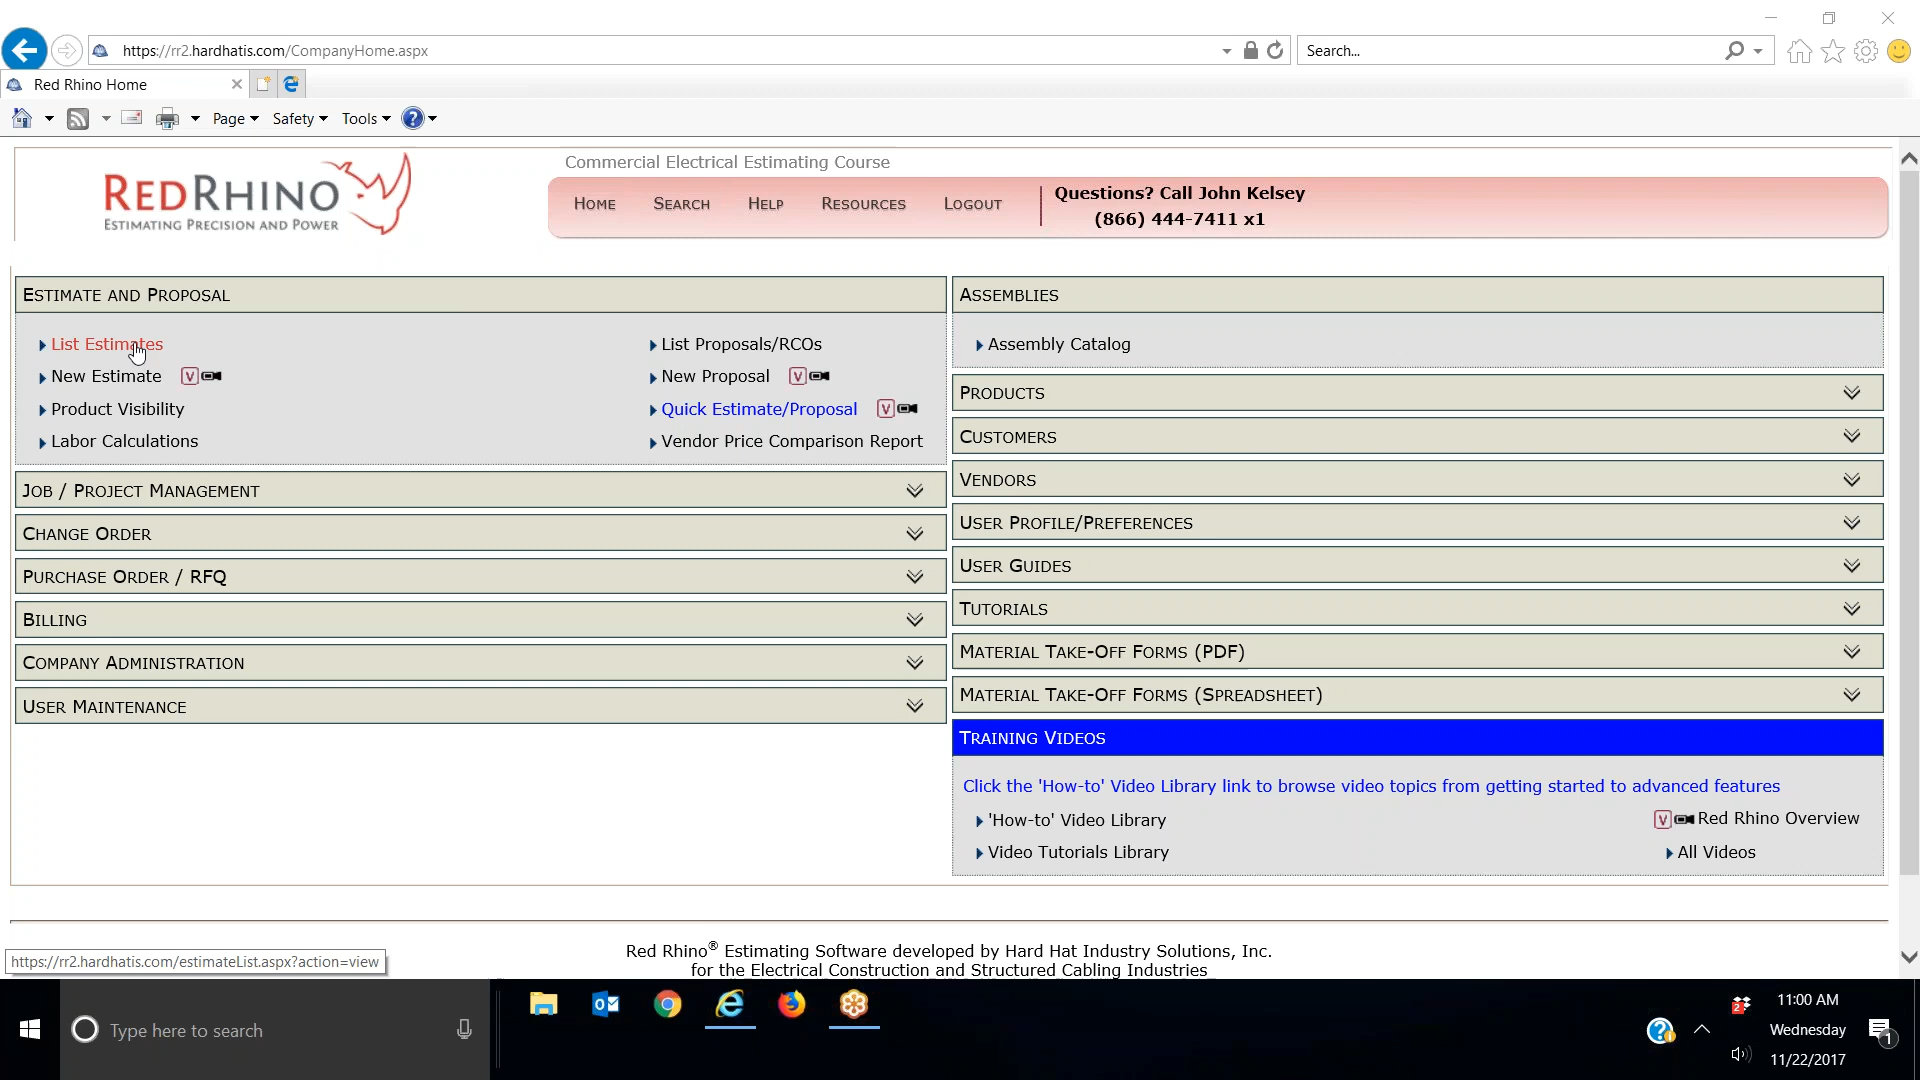 https://rr2.hardhatis.com/CompanyHome.aspx
Search...
Red Rhino Home
Page
Safety
Tools
?
REDRHINO
ESTIMATING PRECISION AND POWER
Commercial Electrical Estimating Course
HOME
SEARCH
HELP
RESOURCES
LOGOUT
Questions? Call John Kelsey
(866) 444-7411 x1
ESTIMATE AND PROPOSAL
List Estimates
New Estimate V
Product Visibility
Labor Calculations
List Proposals/RCOs
New Proposal V
Quick Estimate/Proposal V
Vendor Price Comparison Report
JOB / PROJECT MANAGEMENT
CHANGE ORDER
PURCHASE ORDER / RFQ
BILLING
COMPANY ADMINISTRATION
USER MAINTENANCE
ASSEMBLIES
Assembly Catalog
PRODUCTS
CUSTOMERS
VENDORS
USER PROFILE/PREFERENCES
USER GUIDES
TUTORIALS
MATERIAL TAKE-OFF FORMS (PDF)
MATERIAL TAKE-OFF FORMS (SPREADSHEET)
TRAINING VIDEOS
Click the 'How-to' Video Library link to browse video topics from getting started to advanced features
'How-to' Video Library
V Red Rhino Overview
Video Tutorials Library
All Videos
Red Rhino® Estimating Software developed by Hard Hat Industry Solutions, Inc.
for the Electrical Construction and Structured Cabling Industries
https://rr2.hardhatis.com/estimateList.aspx?action=view
Type here to search
?
2
11:00 AM
Wednesday
11/22/2017
1